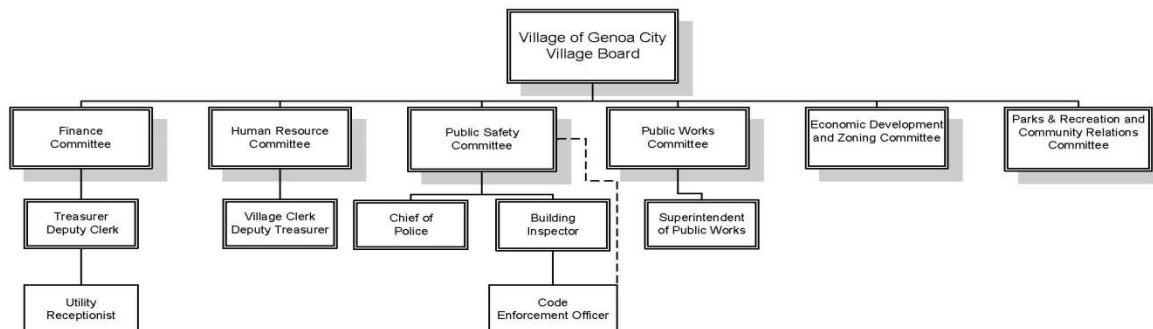 Village of Genoa City
Village Board
Finance
Committee
Human Resource
Committee
Public Safety
Committee
Public Works
Committee
Economic Development
and Zoning Committee
Parks & Recreation and
Community Relations
Committee
Treasurer
Deputy Clerk
Village Clerk
Deputy Treasurer
Chief of
Police
Building
Inspector
Superintendent
of Public Works
Utility
Receptionist
Code
Enforcement Officer